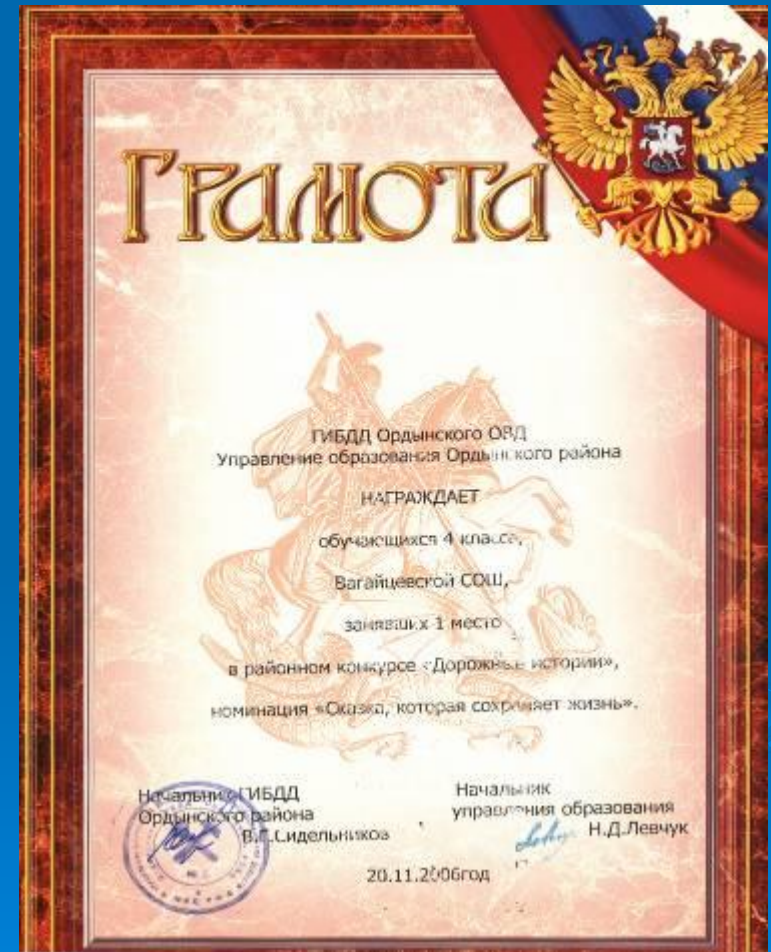 Грамота
ГИБДД Ордынского ОВД
Управление образования Ордынского района
НАГРАЖДАЕТ
обучающихся 4 класса,
Вагайцевской СОШ,
занявших 1 место
в районном конкурсе «Дорожные истории»,
номинация «Сказка, которая сохраняет жизнь».
Начальник ГИБДД
Ордынского района
В.Г.Сидельников
Начальник
управления образования
Н.Д.Левчук
20.11.2006год